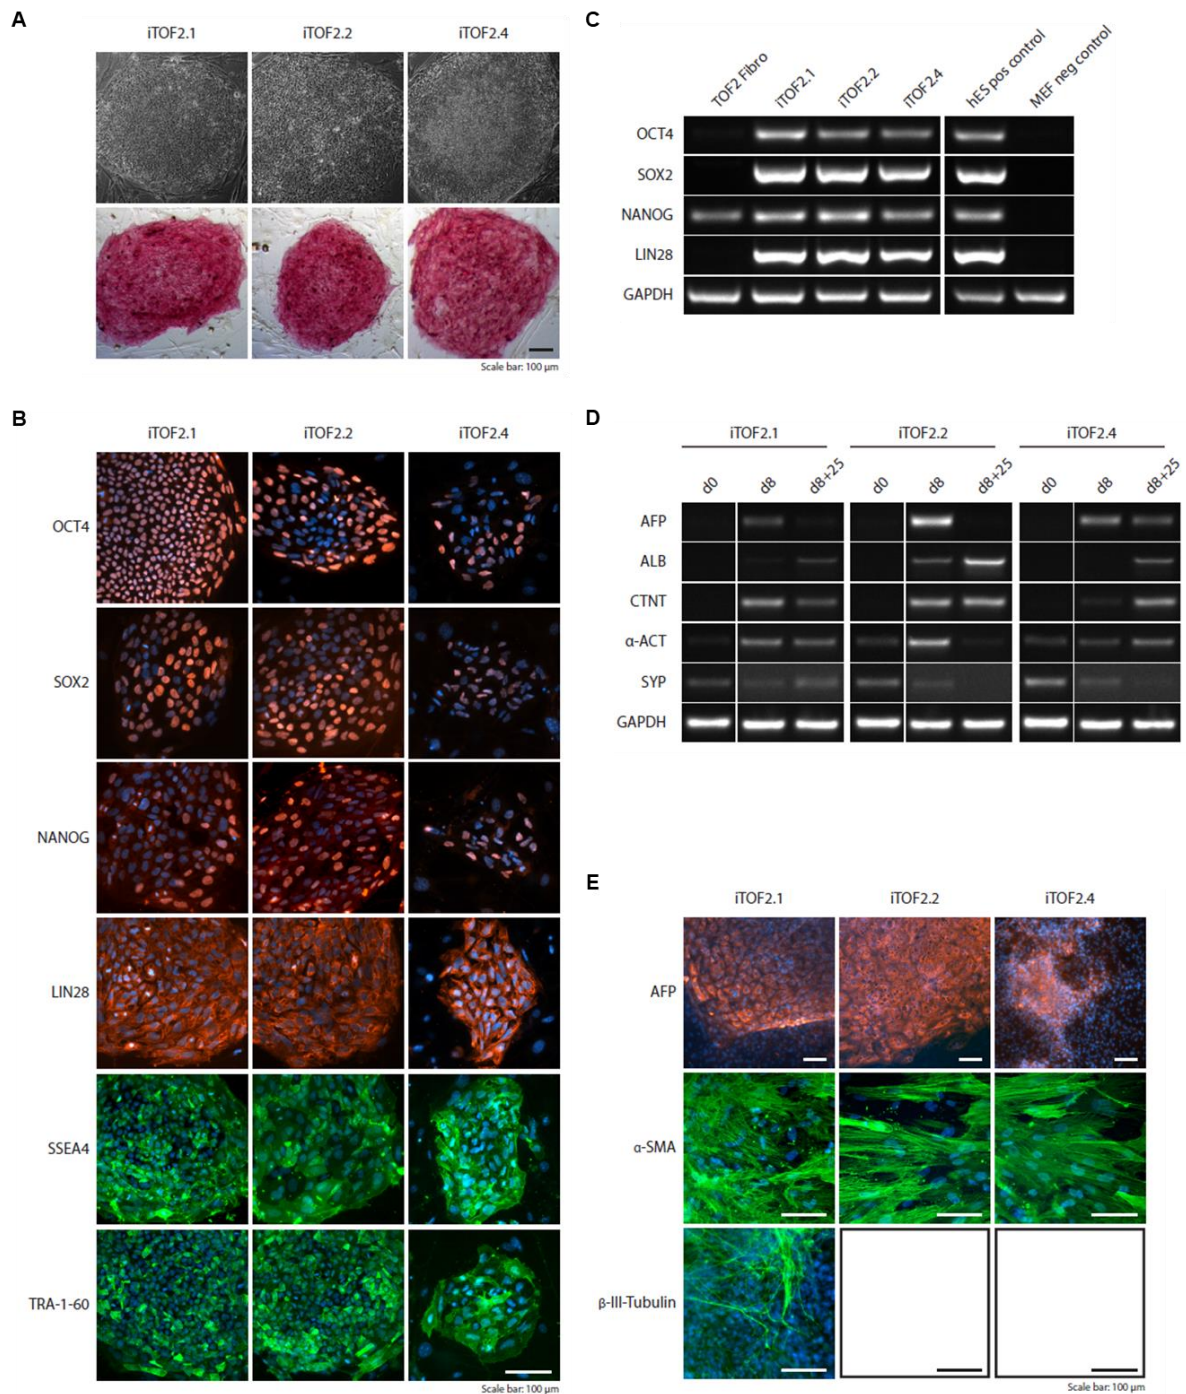 A
iTOF2.1 iTOF2.2 iTOF2.4
Scale bar: 100 µm
B
iTOF2.1 iTOF2.2 iTOF2.4
OCT4
SOX2
NANOG
LIN28
SSEA4
TRA-1-60
Scale bar: 100 µm
C
TOF2 Fibro iTOF2.1 iTOF2.2 iTOF2.4 hES pos control MEF neg control
OCT4
SOX2
NANOG
LIN28
GAPDH
D
iTOF2.1 iTOF2.2 iTOF2.4
d0 d8 d8+25 d0 d8 d8+25 d0 d8 d8+25
AFP
ALB
CTNT
α-ACT
SYP
GAPDH
E
iTOF2.1 iTOF2.2 iTOF2.4
AFP
α-SMA
β-III-Tubulin
Scale bar: 100 µm